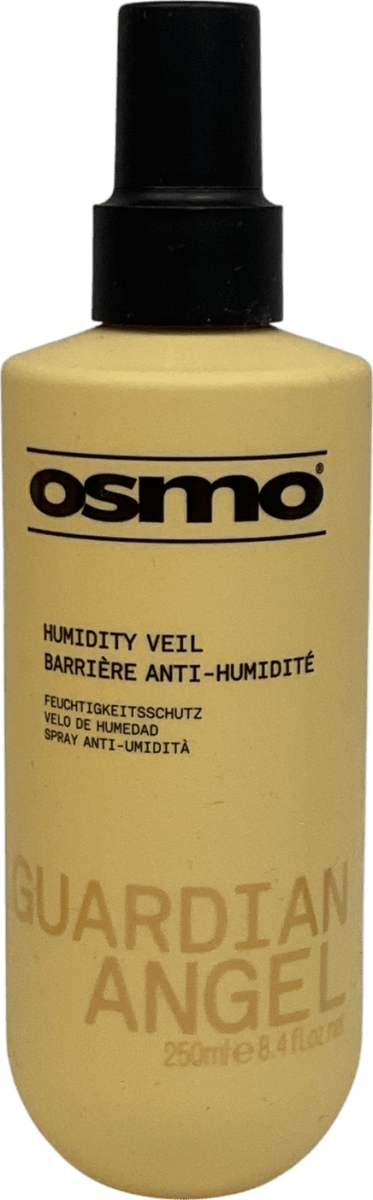 osmo®
HUMIDITY VEIL
BARRIÈRE ANTI-HUMIDITÉ
FEUCHTIGKEITSSCHUTZ
VELO DE HUMEDAD
SPRAY ANTI-UMIDITÀ
GUARDIAN
ANGEL
250ml e 8.4 fl.oz.net